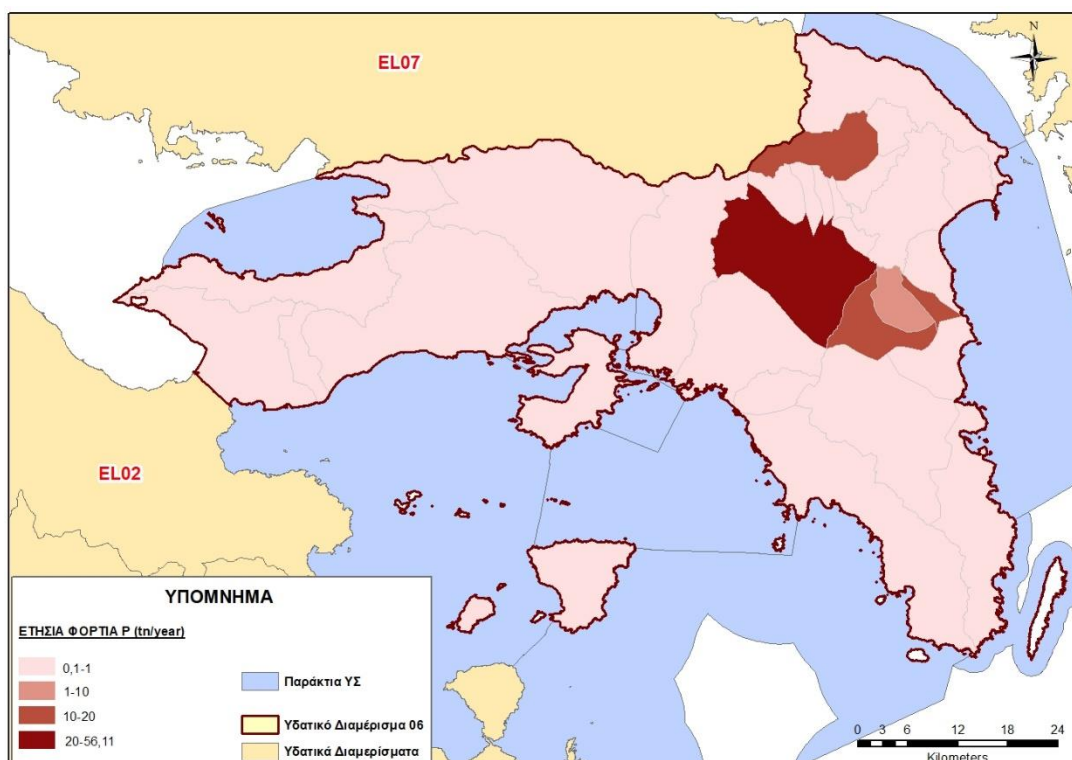 EL07
N
EL02
ΥΠΟΜΝΗΜΑ
ΕΤΗΣΙΑ ΦΟΡΤΙΑ P (tn/year)
0,1-1
1-10
10-20
20-56,11
Παράκτια ΥΣ
Υδατικό Διαμέρισμα 06
Υδατικά Διαμερίσματα
0 3 6 12 18 24
Kilometers